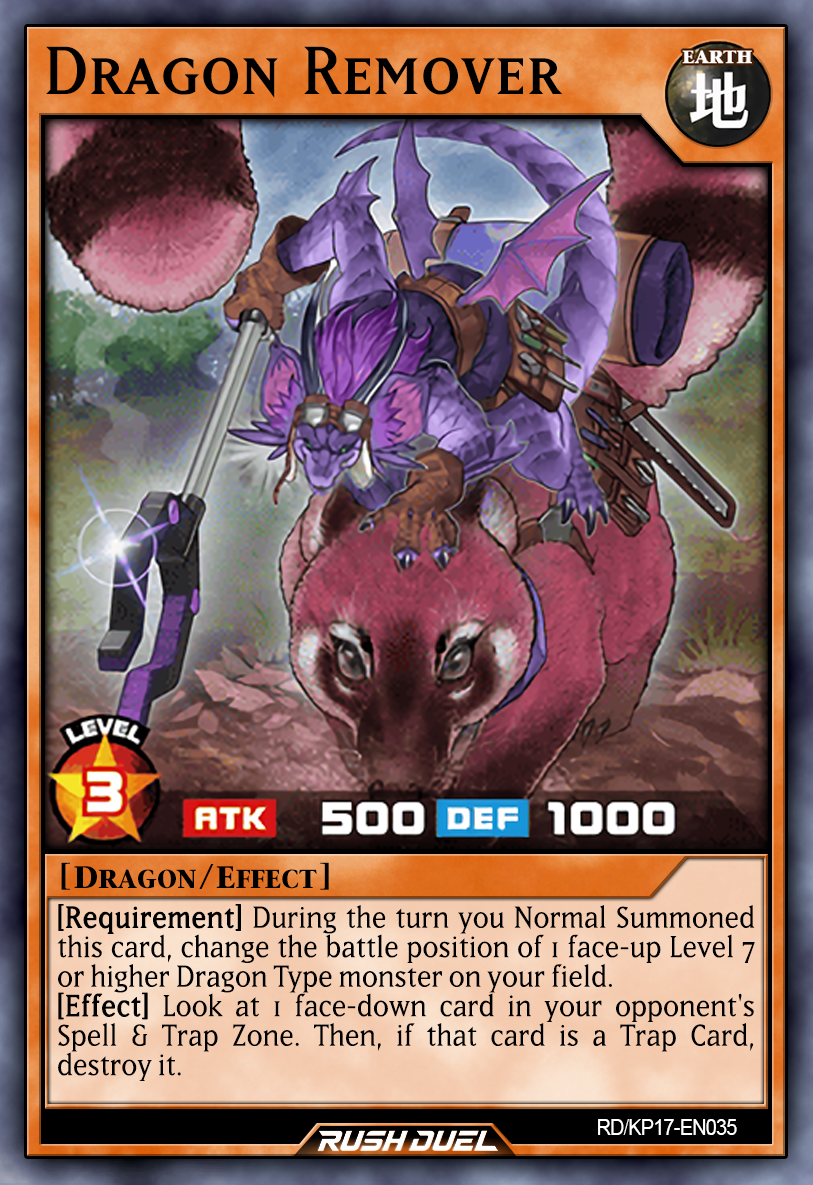 Dragon Remover
EARTH
地
LEVEL
3
ATK 500 DEF 1000
[Dragon/Effect]
[Requirement] During the turn you Normal Summoned
this card, change the battle position of 1 face-up Level 7
or higher Dragon Type monster on your field.
[Effect] Look at 1 face-down card in your opponent's
Spell & Trap Zone. Then, if that card is a Trap Card,
destroy it.
RD/KP17-EN035
RUSH DUEL